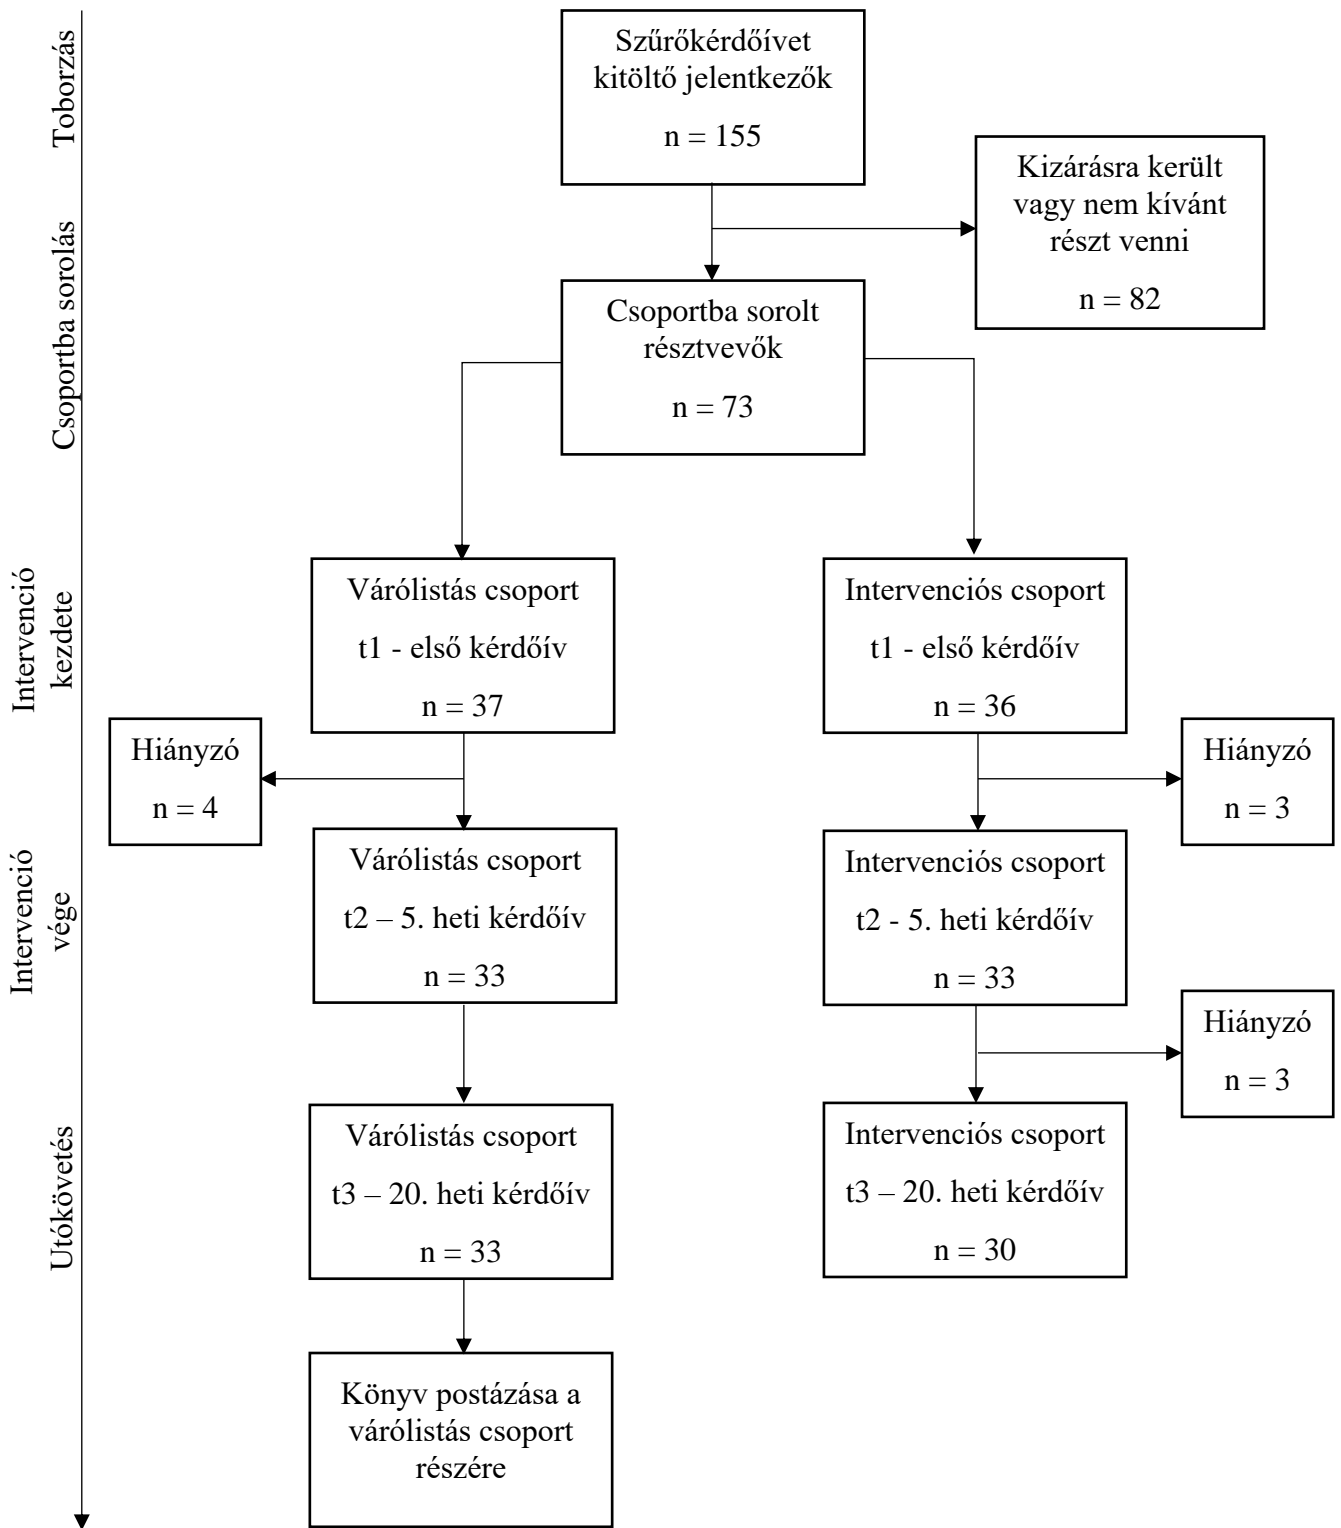 Toborzás
Szűrőkérdőívet
kitöltő jelentkezők
n = 155
Kizárásra került
vagy nem kívánt
részt venni
n = 82
Csoportba sorolás
Csoportba sorolt
résztvevők
n = 73
Intervenció
kezdete
Várólistás csoport
t1 - első kérdőív
n = 37
Intervenciós csoport
t1 - első kérdőív
n = 36
Hiányzó
n = 4
Hiányzó
n = 3
Intervenció
vége
Várólistás csoport
t2 – 5. heti kérdőív
n = 33
Intervenciós csoport
t2 - 5. heti kérdőív
n = 33
Hiányzó
n = 3
Utókövetés
Várólistás csoport
t3 – 20. heti kérdőív
n = 33
Intervenciós csoport
t3 – 20. heti kérdőív
n = 30
Könyv postázása a
várólistás csoport
részére